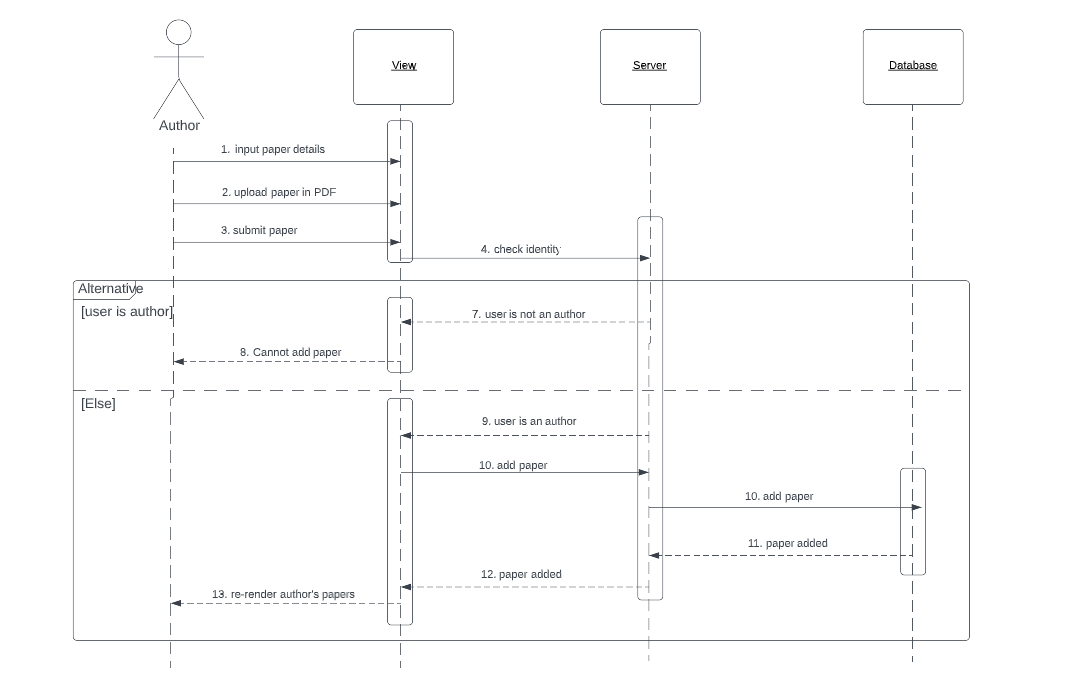 View
Server
Database
Author
1. input paper details
2. upload paper in PDF
3. submit paper
4. check identity
Alternative
[user is author]
7. user is not an author
8. Cannot add paper
[Else]
9. user is an author
10. add paper
10. add paper
11. paper added
12. paper added
13. re-render author's papers